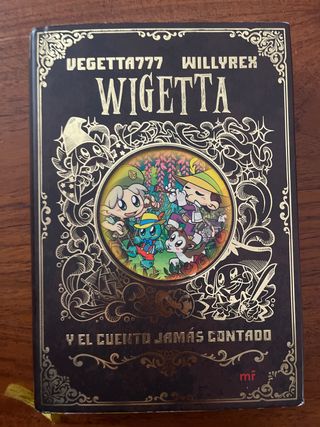 VEGETTA777 WILLYREX
WIGETTA
Y EL CUENTO JAMÁS CONTADO
mr